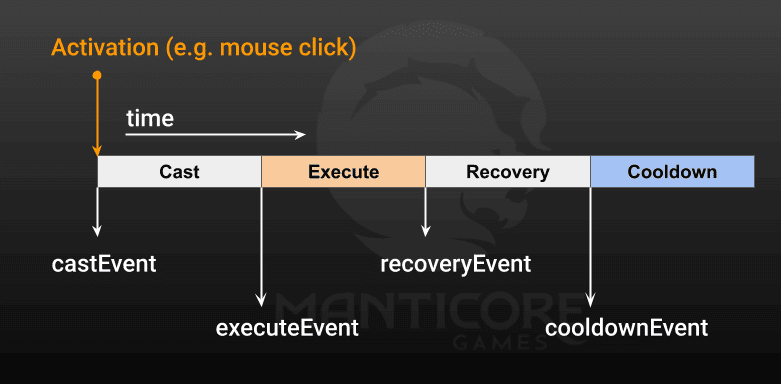 Activation (e.g. mouse click)
time
Cast
Execute
Recovery
Cooldown
castEvent
recoveryEvent
executeEvent
cooldownEvent
MANTICORE
GAMES